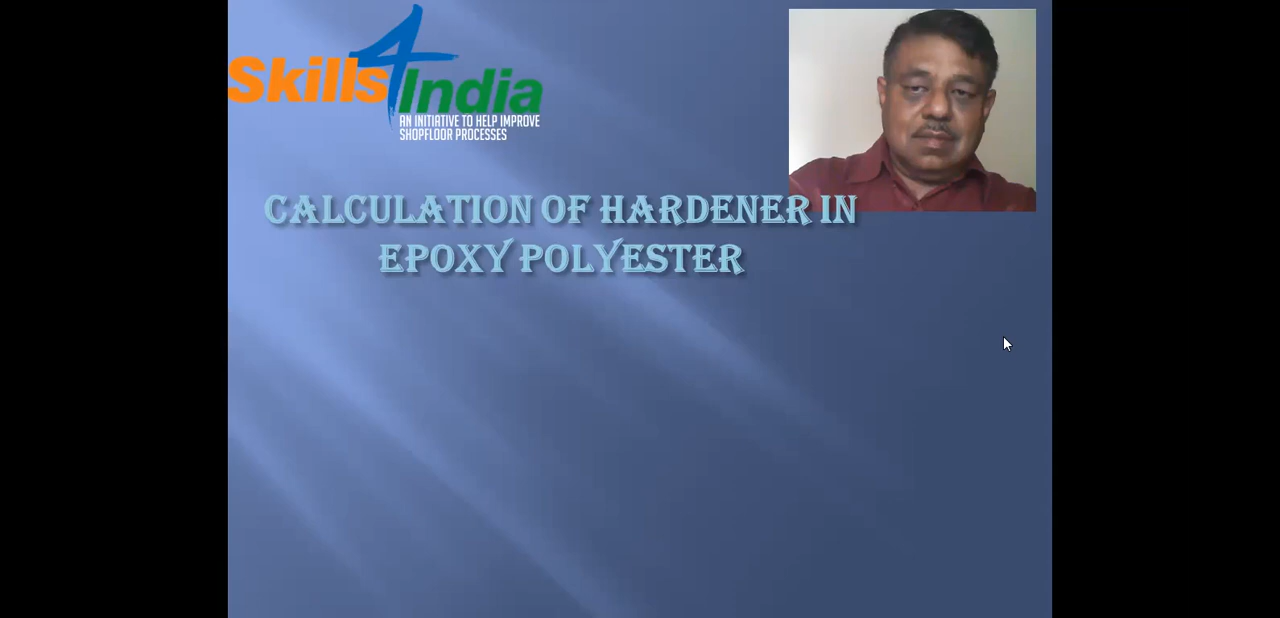 Skills4India
AN INITIATIVE TO HELP IMPROVE
SHOPFLOOR PROCESSES
CALCULATION OF HARDENER IN
EPOXY POLYESTER